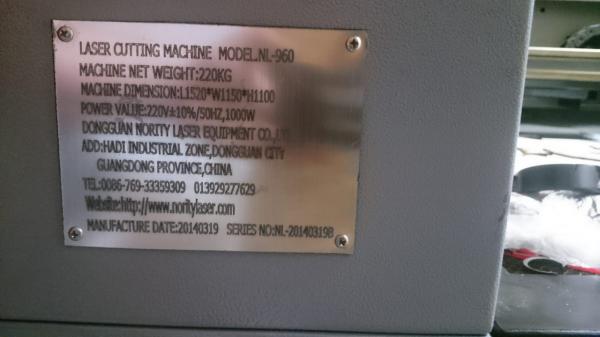 LASER CUTTING MACHINE MODEL.NL-960
MACHINE NET WEIGHT:220KG
MACHINE DIMENSION:L1520*W1150*H1100
POWER VALUE:220V±10%/50HZ,1000W
DONGGUAN NORITY LASER EQUIPMENT CO.,LTD
ADD:HADI INDUSTRIAL ZONE,DONGGUAN CITY
GUANGDONG PROVINCE,CHINA
TEL:0086-769-33359309 013929277629
Website:http://www.noritylaser.com
MANUFACTURE DATE:20140319 SERIES NO:NL-20140319B